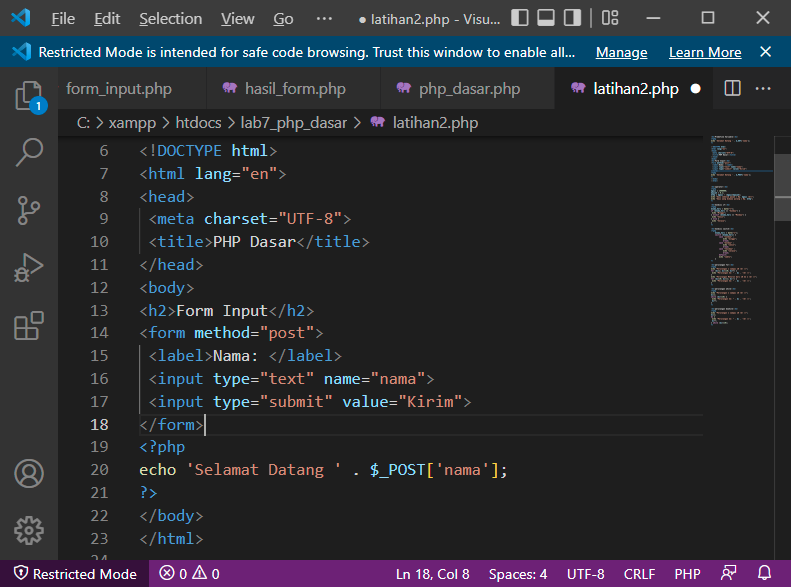 File Edit Selection View Go ··· ● latihan2.php - Visu...
Restricted Mode is intended for safe code browsing. Trust this window to enable all... Manage Learn More
form_input.php hasil_form.php php_dasar.php latihan2.php ●
1
C: > xampp > htdocs > lab7_php_dasar > latihan2.php
6 <!DOCTYPE html>
7 <html lang="en">
8 <head>
9 <meta charset="UTF-8">
10 <title>PHP Dasar</title>
11 </head>
12 <body>
13 <h2>Form Input</h2>
14 <form method="post">
15 <label>Nama: </label>
16 <input type="text" name="nama">
17 <input type="submit" value="Kirim">
18 </form>
19 <?php
20 echo 'Selamat Datang ' . $_POST['nama'];
21 ?>
22 </body>
23 </html>
24
Restricted Mode 0 0 Ln 18, Col 8 Spaces: 4 UTF-8 CRLF PHP